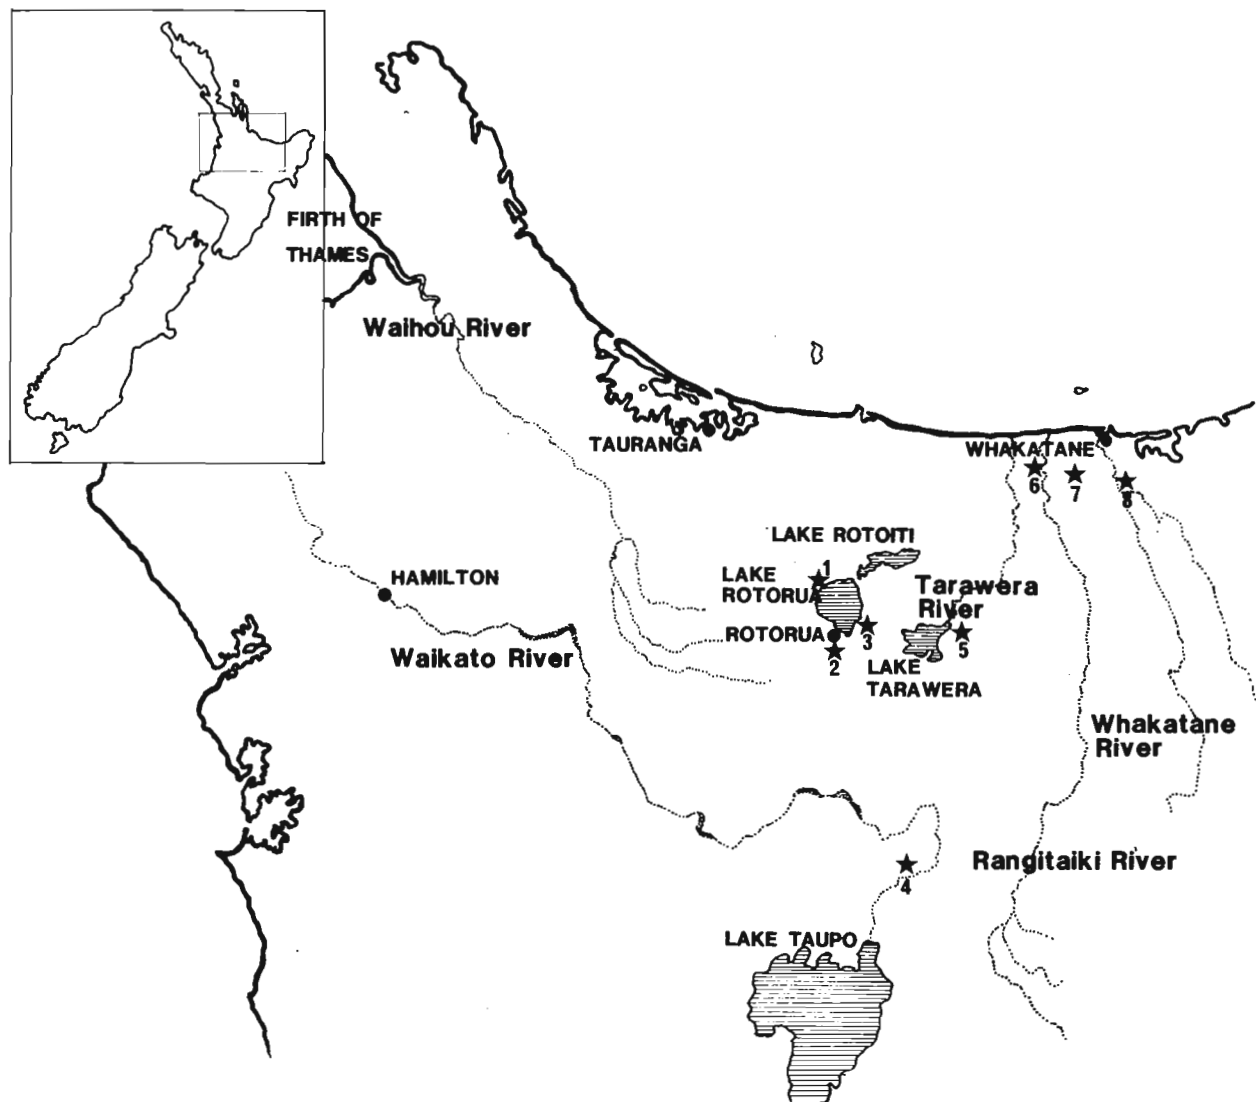 FIRTH OF
THAMES
Waihou River
TAURANGA
WHAKATANE
6
7
8
LAKE ROTOITI
1
LAKE
ROTORUA
HAMILTON
Tarawera
River
ROTORUA
2
3
5
Waikato River
LAKE
TARAWERA
Whakatane
River
Rangitaiki River
4
LAKE TAUPO